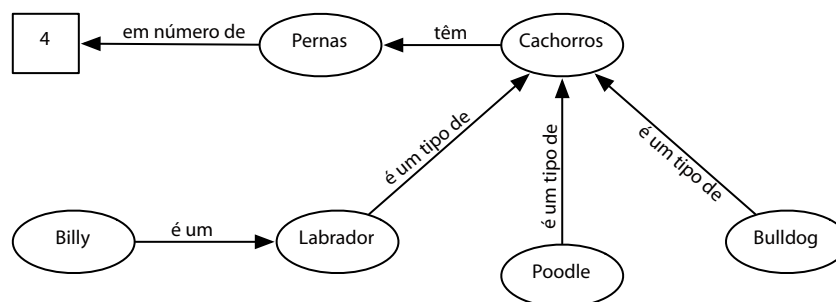 4
em número de
Pernas
têm
Cachorros
é um tipo de
é um tipo de
é um tipo de
Billy
é um
Labrador
Poodle
Bulldog